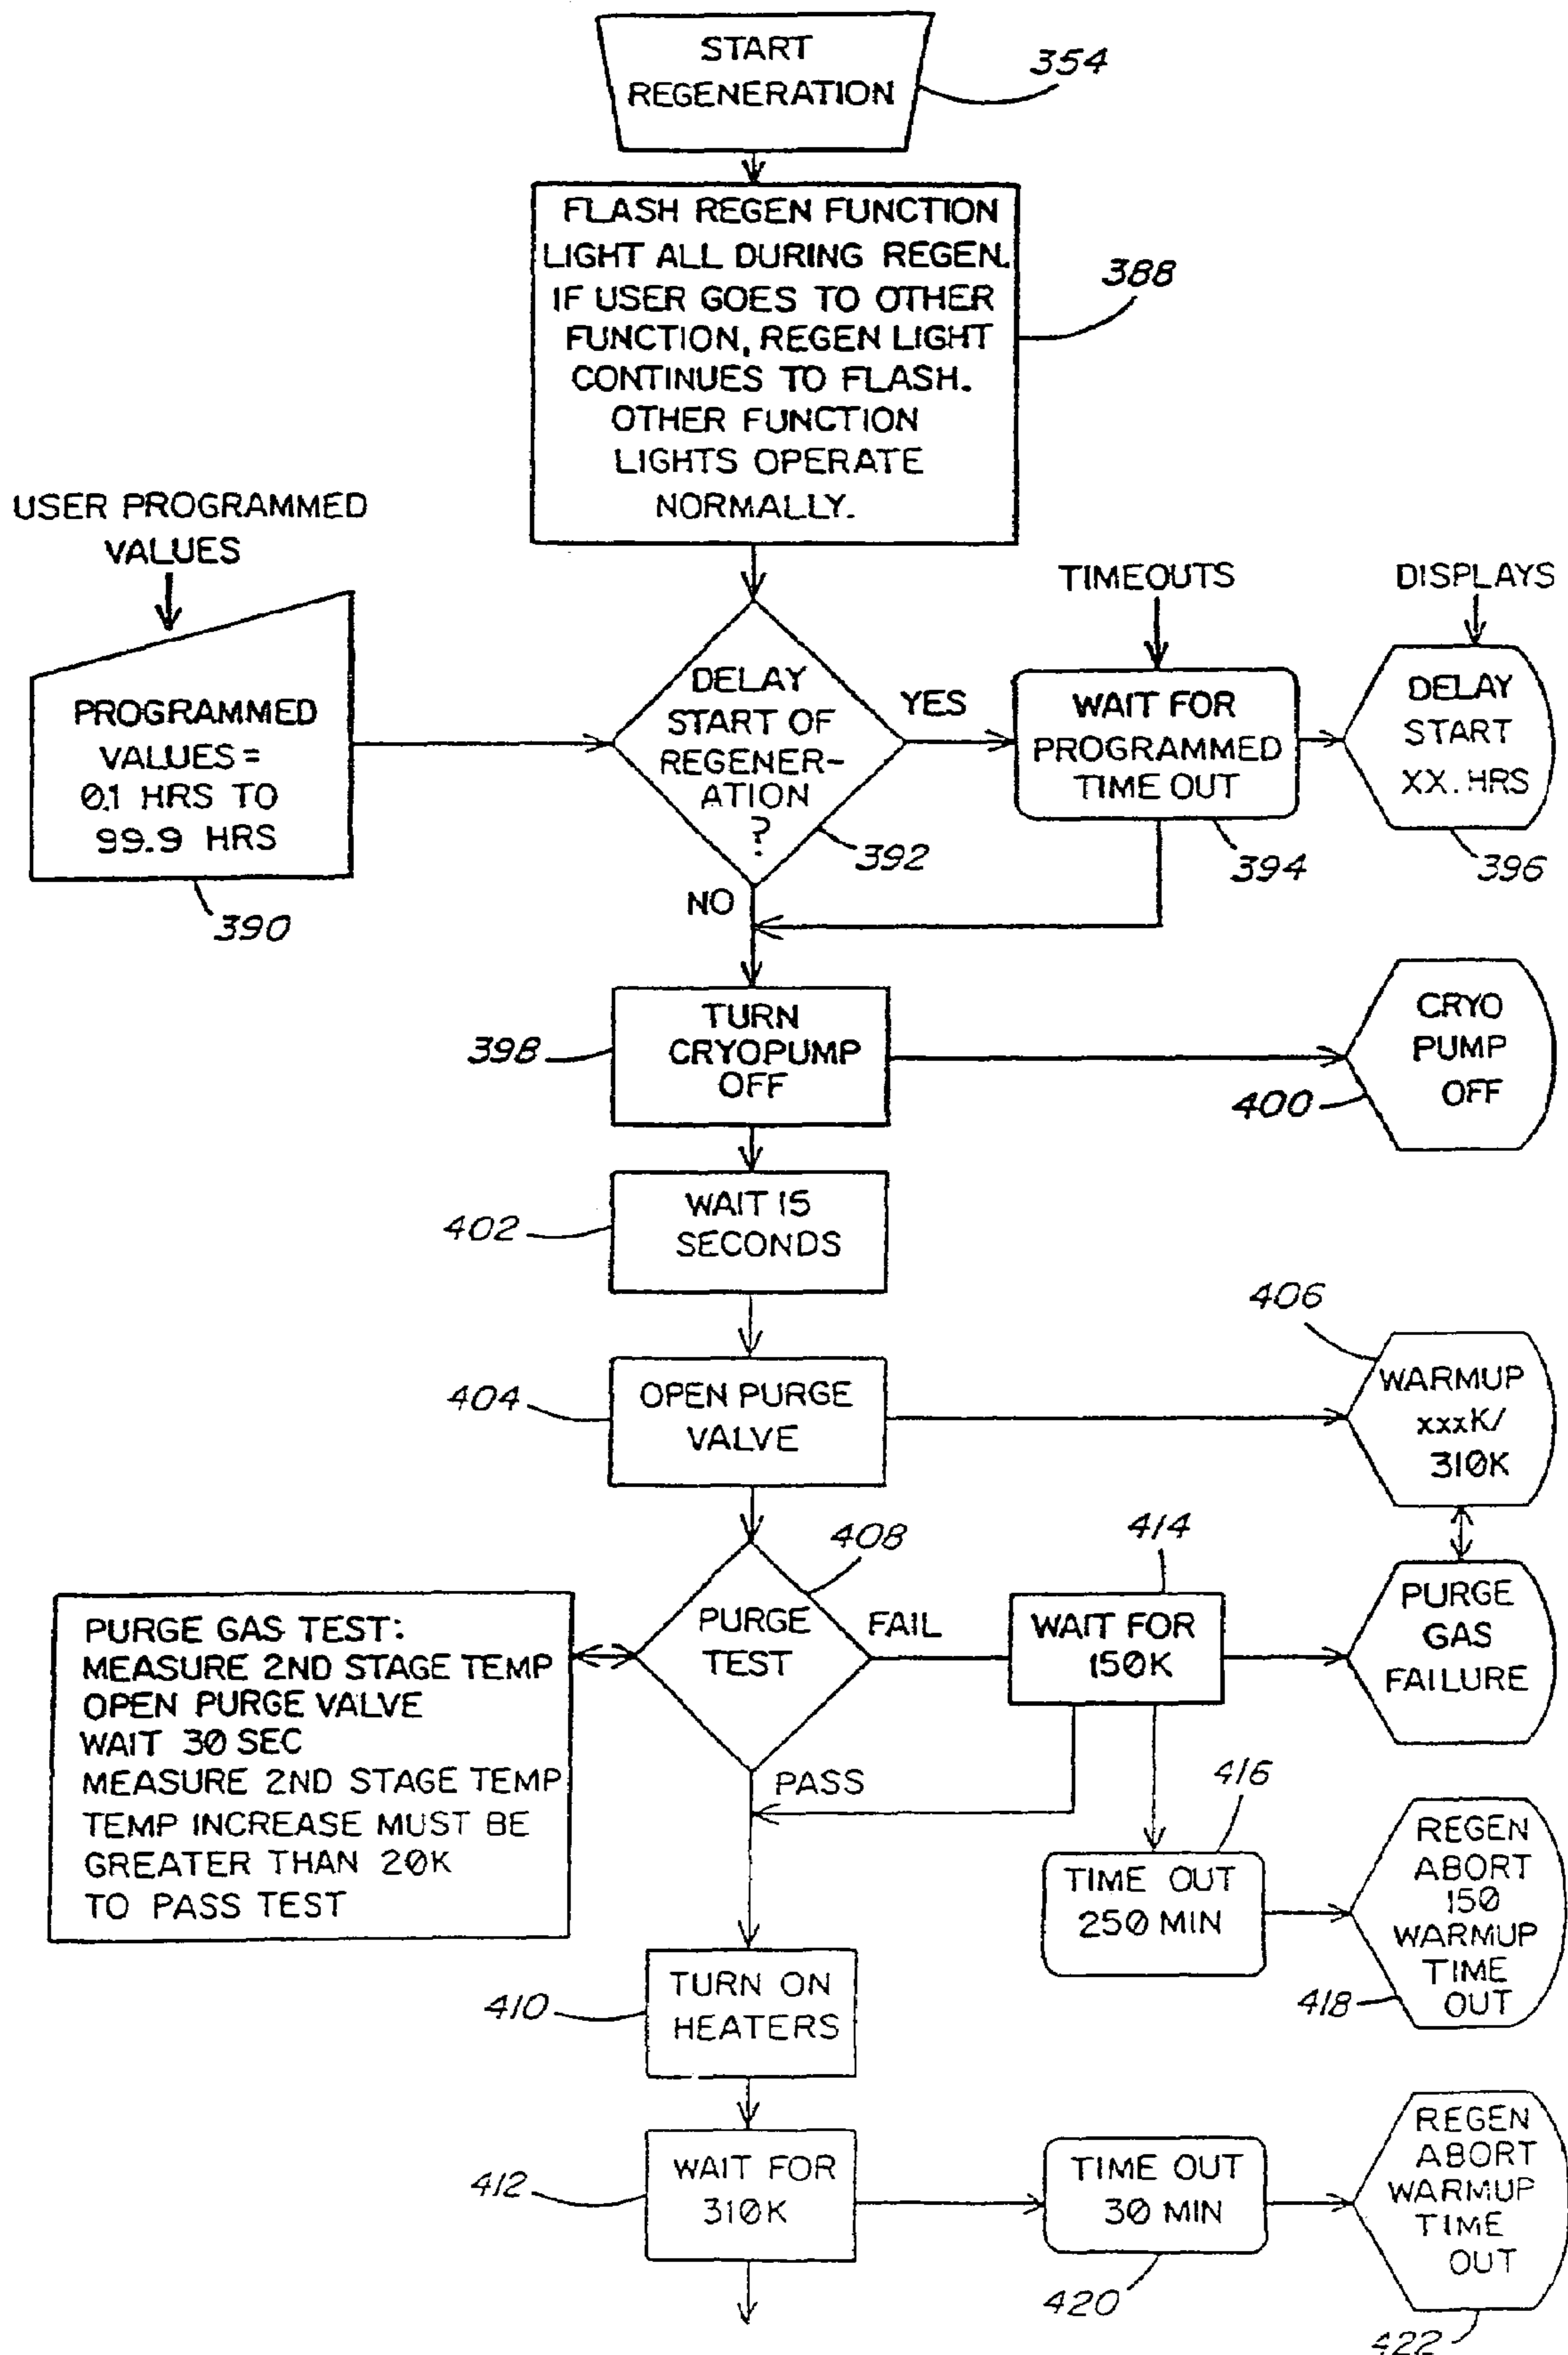 START
REGENERATION
354
FLASH REGEN FUNCTION
LIGHT ALL DURING REGEN.
IF USER GOES TO OTHER
FUNCTION, REGEN LIGHT
CONTINUES TO FLASH.
OTHER FUNCTION
LIGHTS OPERATE
NORMALLY.
388
USER PROGRAMMED
VALUES
PROGRAMMED
VALUES =
0.1 HRS TO
99.9 HRS
390
DELAY
START OF
REGENER-
ATION
?
392
YES
NO
TIMEOUTS
WAIT FOR
PROGRAMMED
TIME OUT
394
DISPLAYS
DELAY
START
XX. HRS
396
TURN
CRYOPUMP
OFF
398
CRYO
PUMP
OFF
400
WAIT 15
SECONDS
402
OPEN PURGE
VALVE
404
406
WARMUP
xxxK/
310K
408
PURGE
TEST
FAIL
PASS
PURGE GAS TEST:
MEASURE 2ND STAGE TEMP
OPEN PURGE VALVE
WAIT 30 SEC
MEASURE 2ND STAGE TEMP
TEMP INCREASE MUST BE
GREATER THAN 20K
TO PASS TEST
414
WAIT FOR
150K
PURGE
GAS
FAILURE
416
TIME OUT
250 MIN
REGEN
ABORT
150
WARMUP
TIME
OUT
418
TURN ON
HEATERS
410
WAIT FOR
310K
412
TIME OUT
30 MIN
420
REGEN
ABORT
WARMUP
TIME
OUT
422